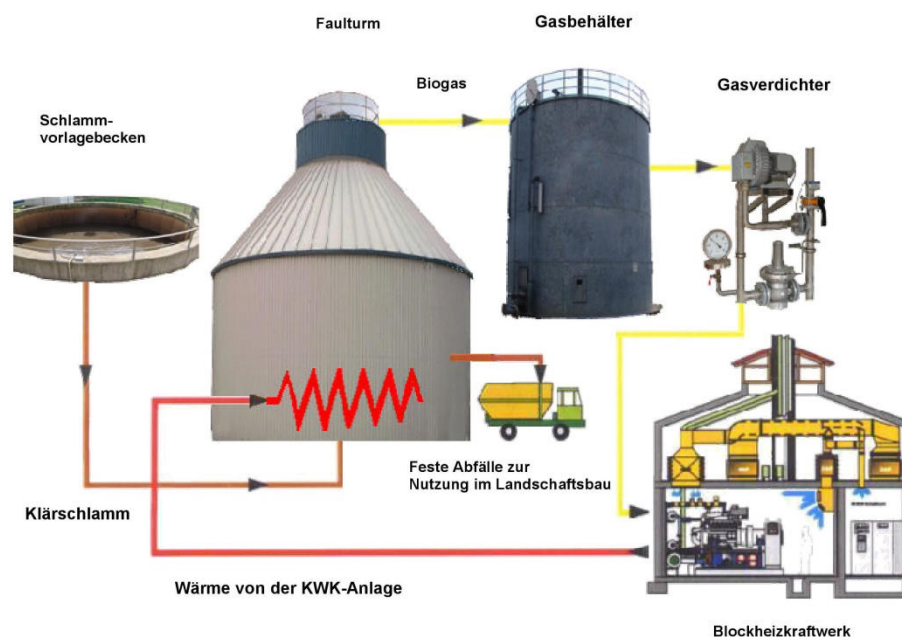 Faulturm
Gasbehälter
Biogas
Gasverdichter
Schlamm-
vorlagebecken
Feste Abfälle zur
Nutzung im Landschaftsbau
Klärschlamm
Wärme von der KWK-Anlage
Blockheizkraftwerk